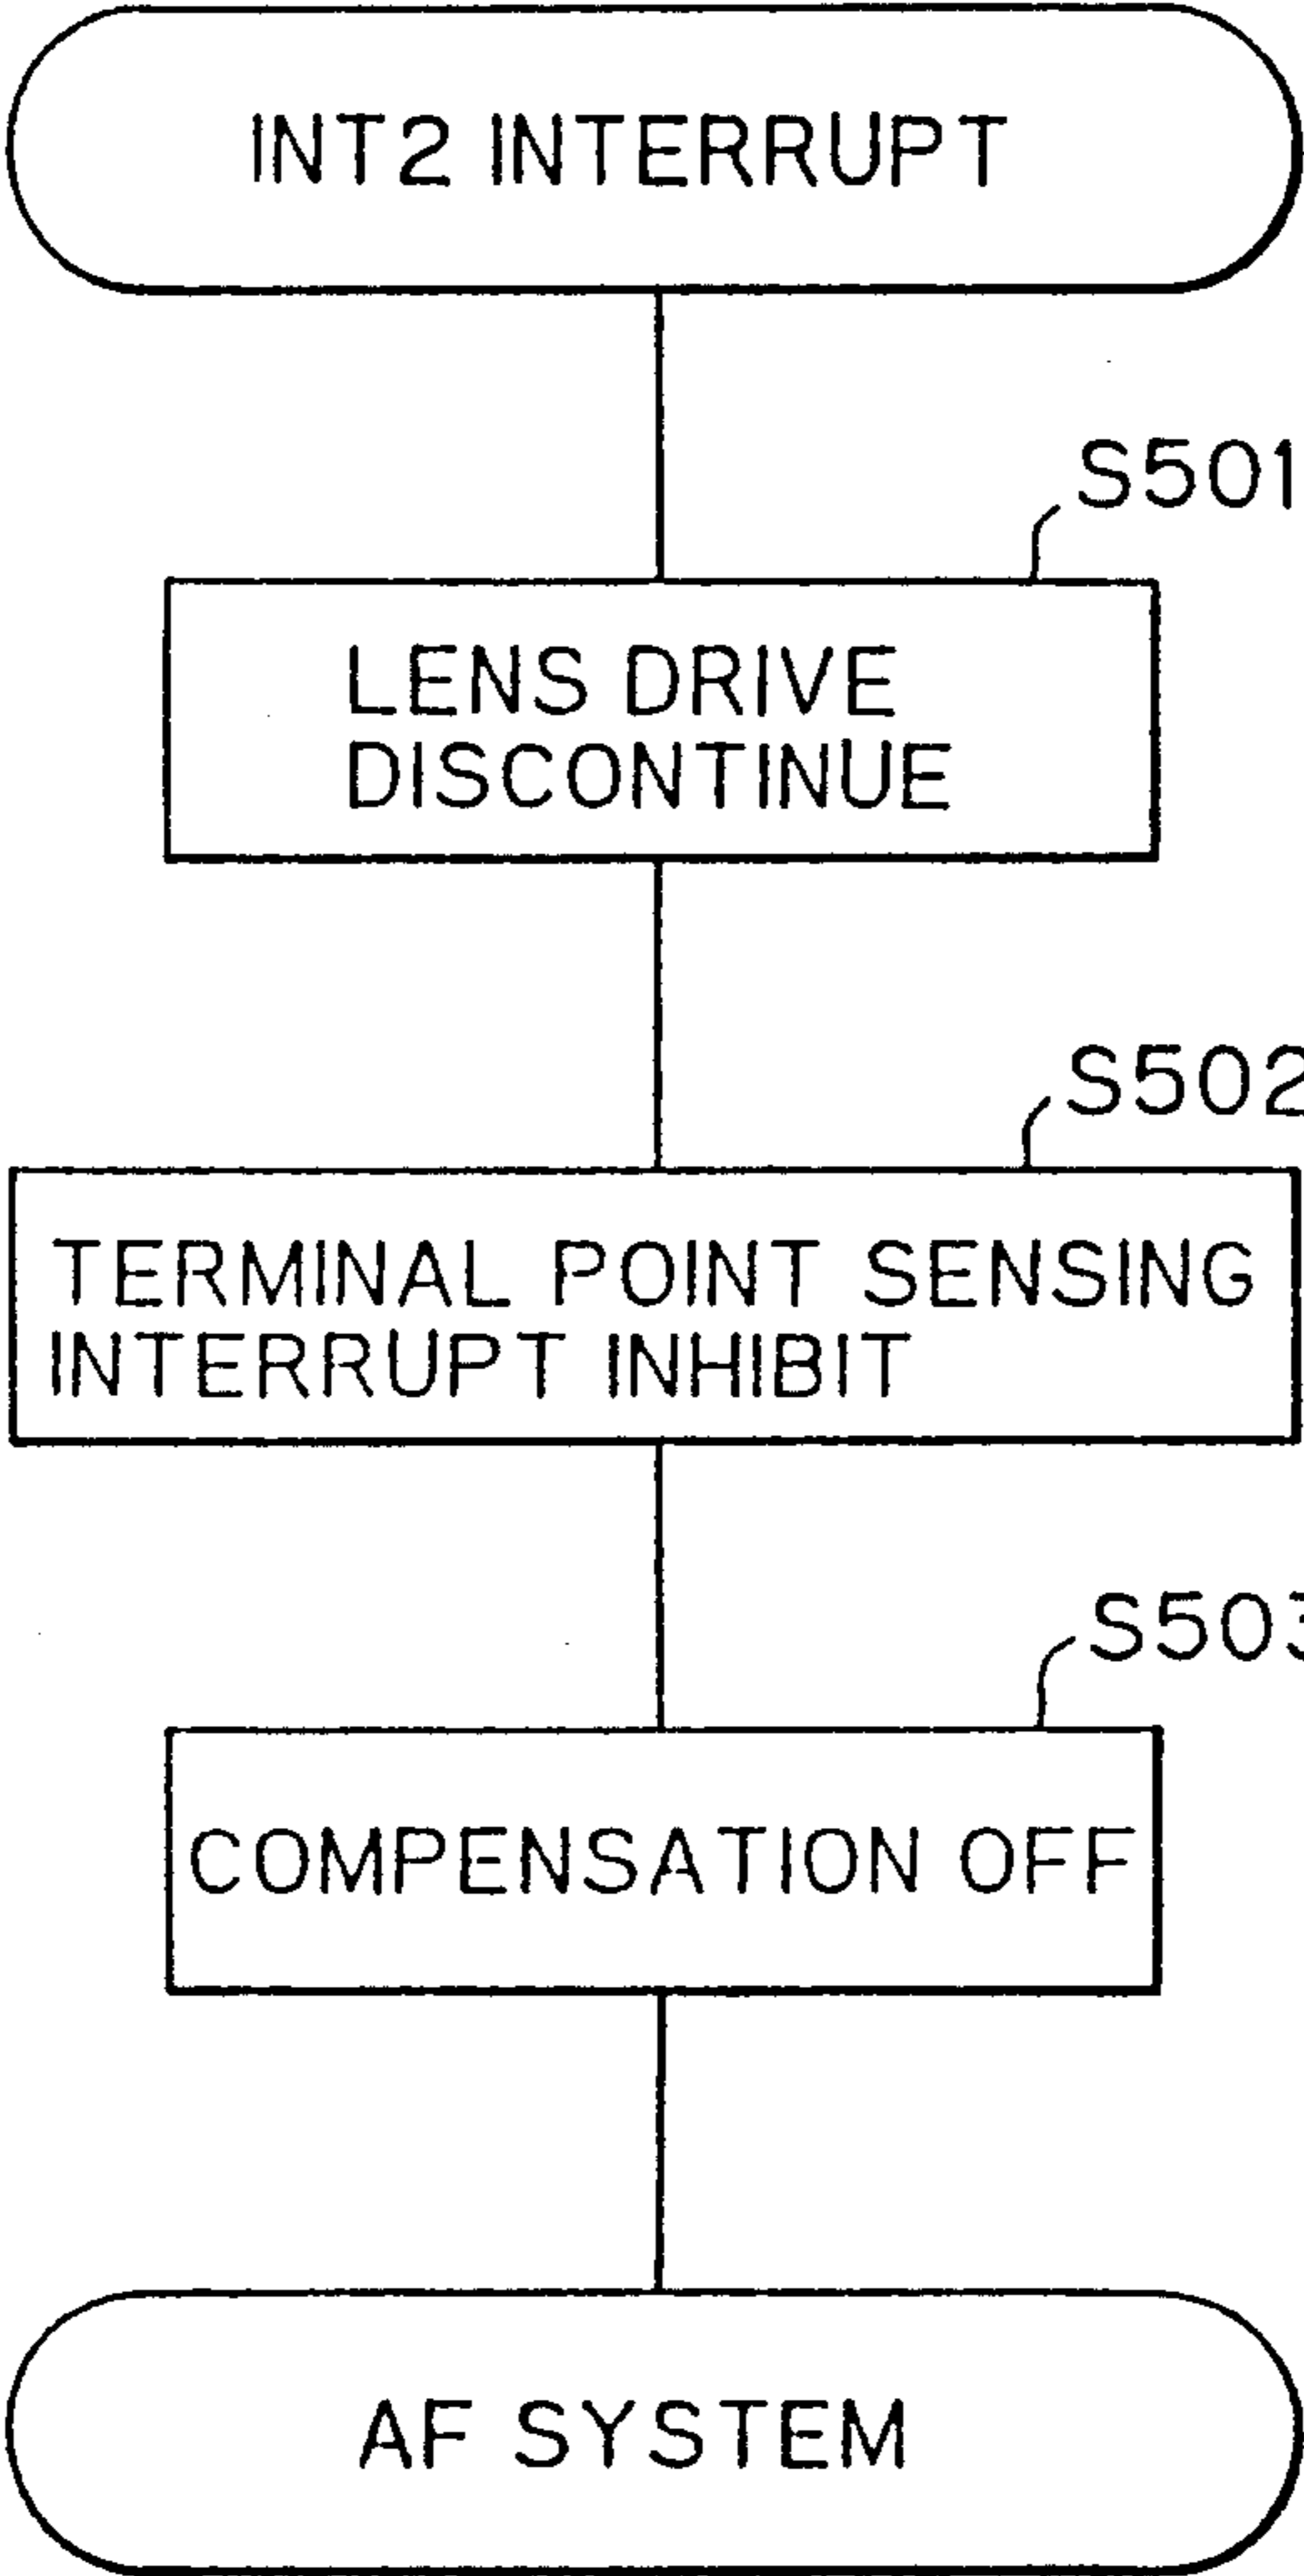 INT2 INTERRUPT
S501
LENS DRIVE
DISCONTINUE
S502
TERMINAL POINT SENSING
INTERRUPT INHIBIT
S503
COMPENSATION OFF
AF SYSTEM